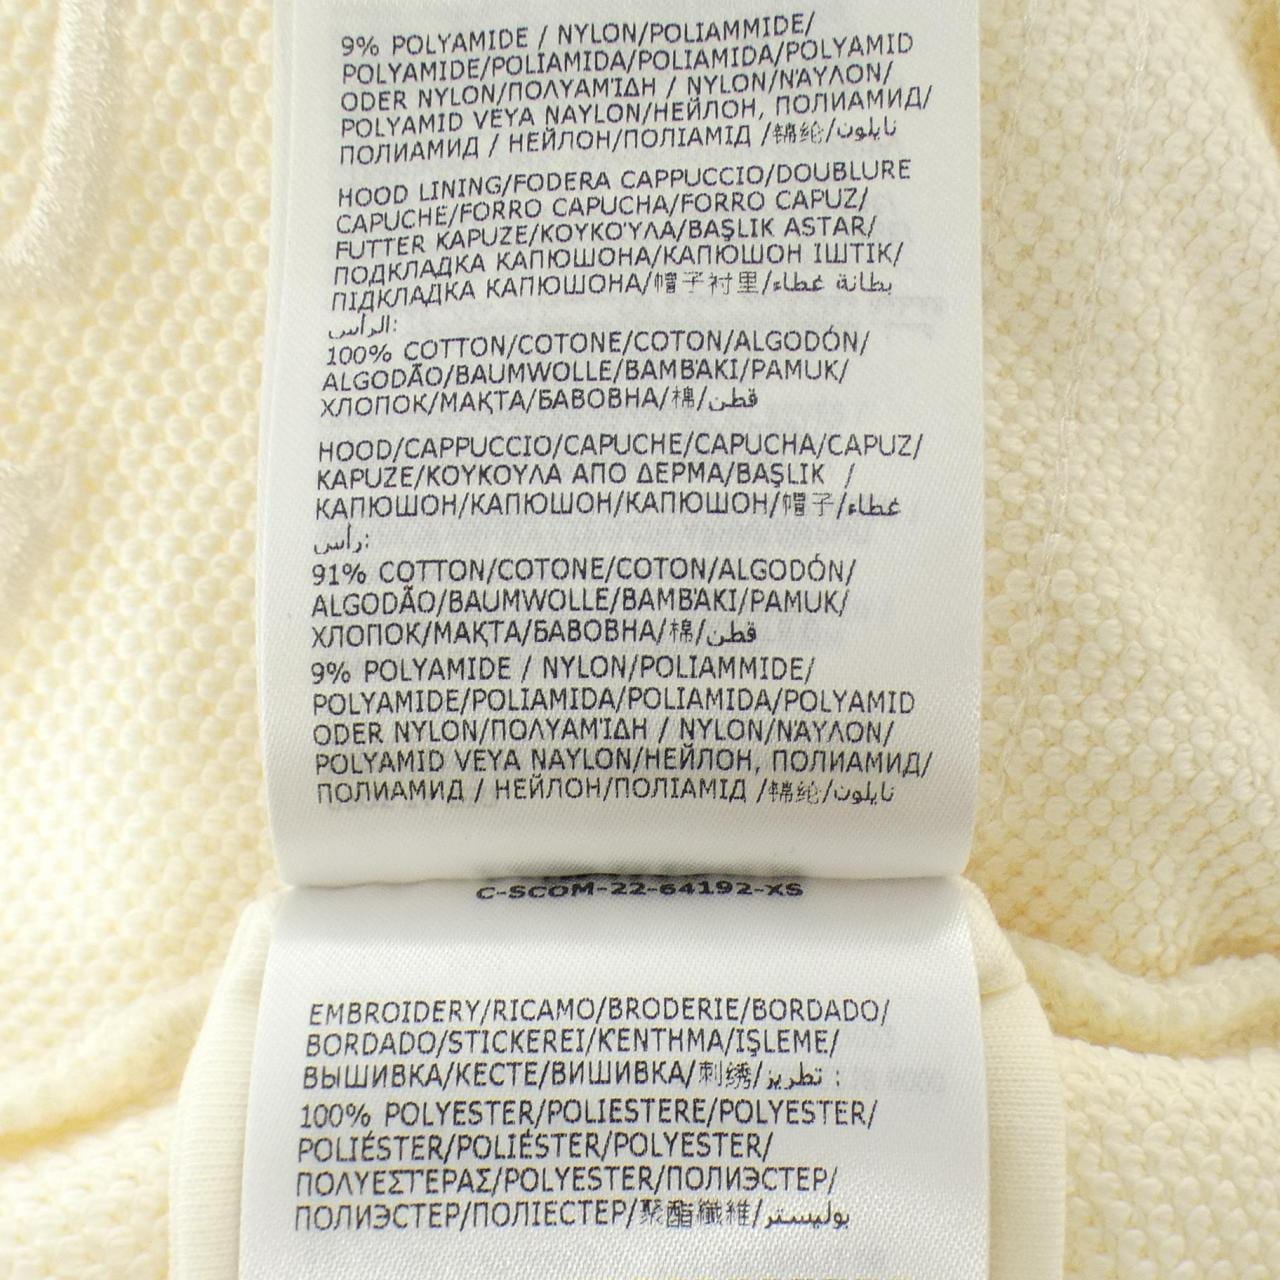 9% POLYAMIDE / NYLON/POLIAMMIDE/
POLYAMIDE/POLIAMIDA/POLIAMIDA/POLYAMID
ODER NYLON/ΠΟΛΥΑΜΊΔΗ / NYLON/ΝΆΥΛΟΝ/
POLYAMID VEYA NAYLON/НЕЙЛОН, ПОЛИАМИД/
ПОЛИАМИД / НЕЙЛОН/ПОЛІАМІД /锦纶/نايلون
HOOD LINING/FODERA CAPPUCCIO/DOUBLURE
CAPUCHE/FORRO CAPUCHA/FORRO CAPUZ/
FUTTER KAPUZE/ΚΟΥΚΟΎΛΑ/BAŞLIK ASTAR/
ПОДКЛАДКА КАПЮШОНА/КАПЮШОН ІШТІК/
ПІДКЛАДКА КАПЮШОНА/帽子衬里/بطانة غطاء
الرأس:
100% COTTON/COTONE/COTON/ALGODÓN/
ALGODÃO/BAUMWOLLE/ΒΑΜΒΆΚΙ/PAMUK/
ХЛОПОК/МАҚТА/БАВОВНА/棉/قطن
HOOD/CAPPUCCIO/CAPUCHE/CAPUCHA/CAPUZ/
KAPUZE/ΚΟΥΚΟΥΛΑ ΑΠΟ ΔΕΡΜΑ/BAŞLIK /
КАПЮШОН/КАПЮШОН/КАПЮШОН/帽子/غطاء
رأس:
91% COTTON/COTONE/COTON/ALGODÓN/
ALGODÃO/BAUMWOLLE/ΒΑΜΒΆΚΙ/PAMUK/
ХЛОПОК/МАҚТА/БАВОВНА/棉/قطن
9% POLYAMIDE / NYLON/POLIAMMIDE/
POLYAMIDE/POLIAMIDA/POLIAMIDA/POLYAMID
ODER NYLON/ΠΟΛΥΑΜΊΔΗ / NYLON/ΝΆΥΛΟΝ/
POLYAMID VEYA NAYLON/НЕЙЛОН, ПОЛИАМИД/
ПОЛИАМИД / НЕЙЛОН/ПОЛІАМІД /锦纶/نايلون
C-SCOM-22-64192-XS
EMBROIDERY/RICAMO/BRODERIE/BORDADO/
BORDADO/STICKEREI/ΚΈΝΤΗΜΑ/İŞLEME/
ВЫШИВКА/КЕСТЕ/ВИШИВКА/刺绣/تطريز :
100% POLYESTER/POLIESTERE/POLYESTER/
POLIÉSTER/POLIÉSTER/POLYESTER/
ΠΟΛΥΕΣΤΈΡΑΣ/POLYESTER/ПОЛИЭСТЕР/
ПОЛИЭСТЕР/ПОЛІЕСТЕР/聚酯纖維/بوليستر